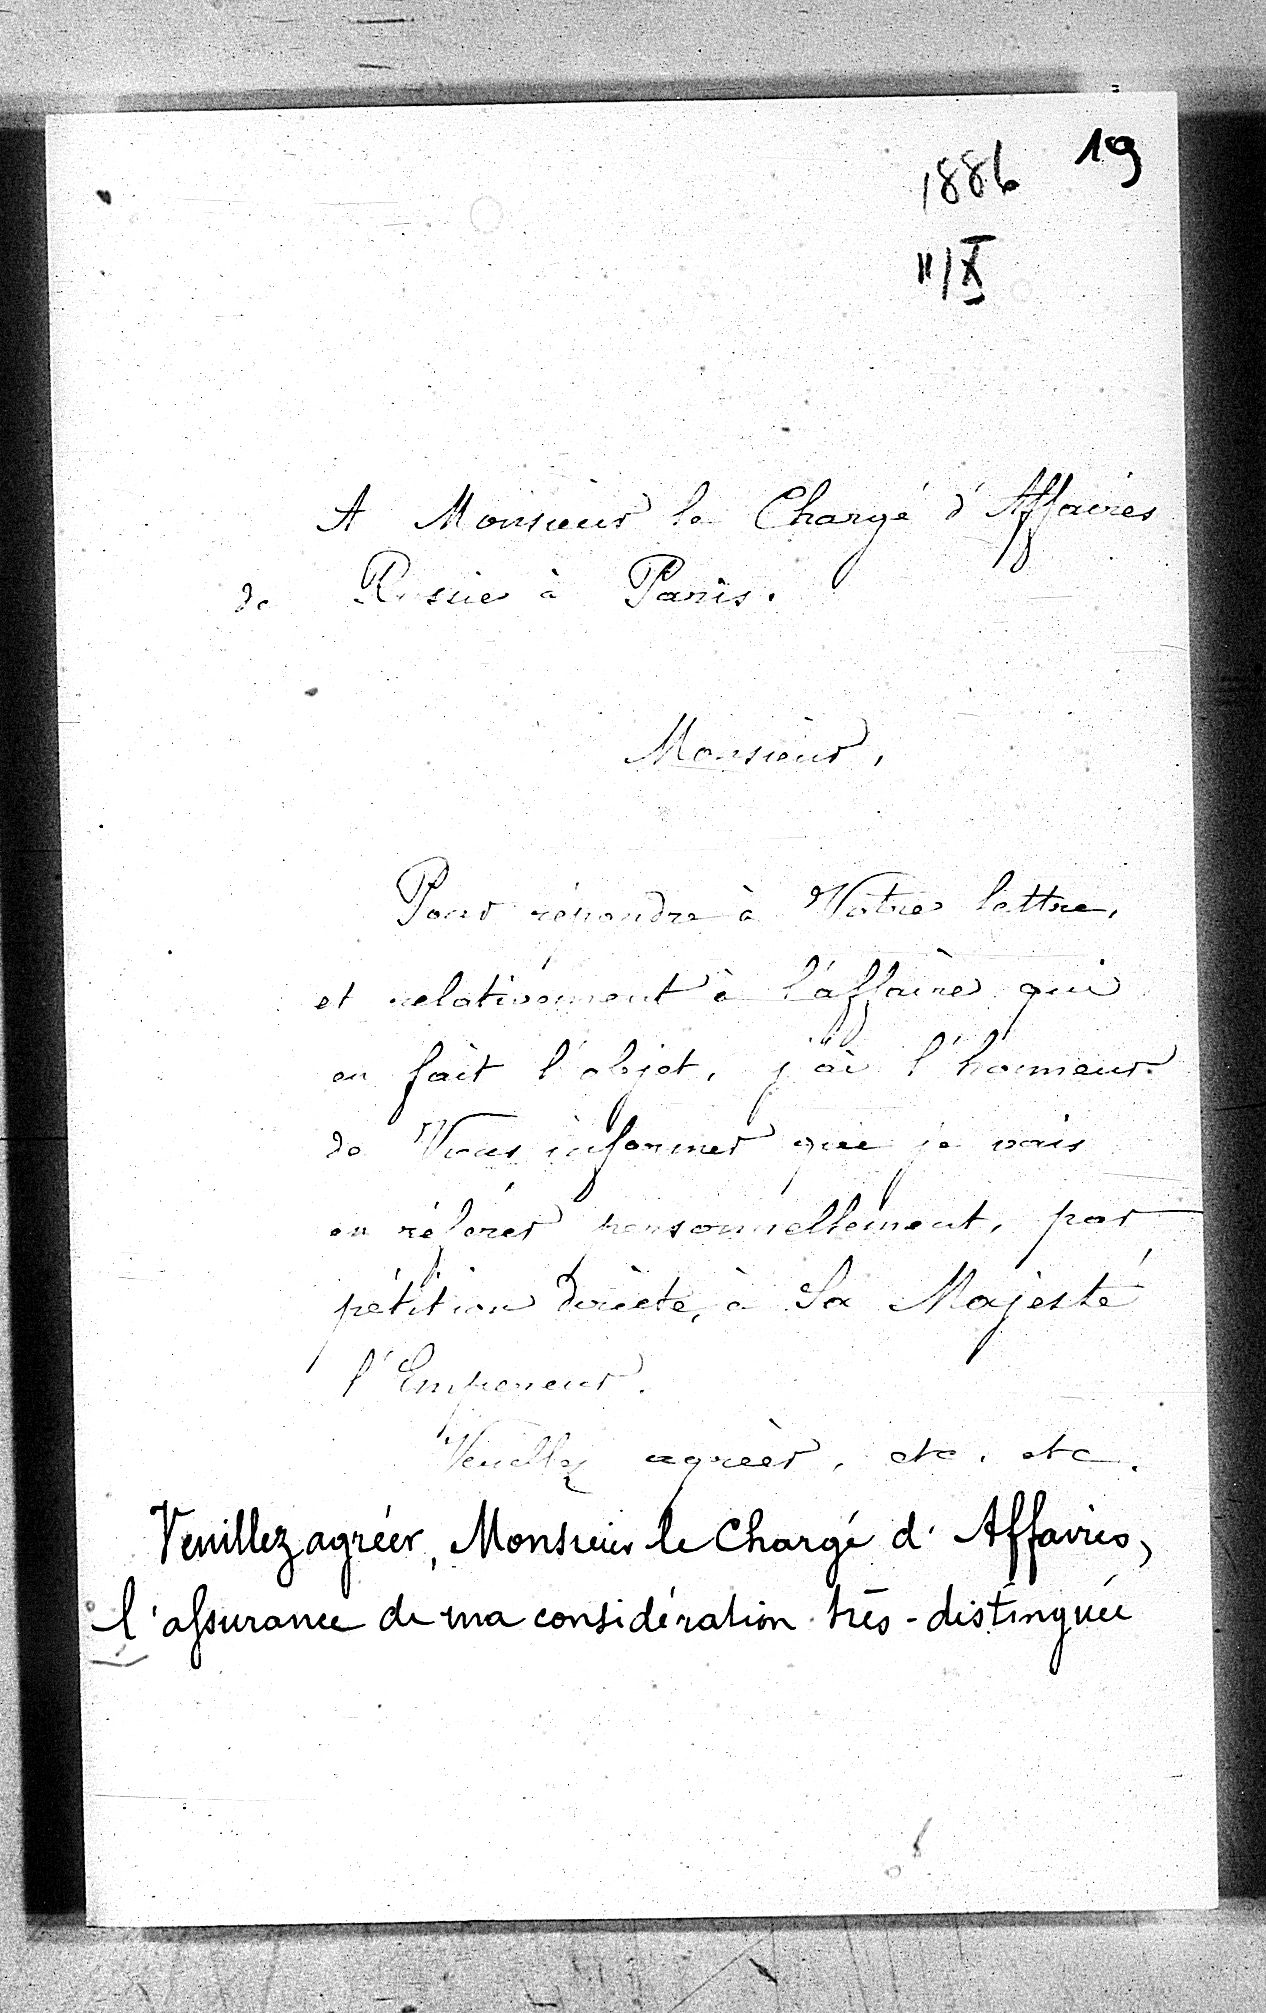 1886 19
11/X
A Monsieur le Chargé d'Affaires
de Russie à Paris.
Monsieur,
Pour répondre à Votre lettre,
et relativement à l'affaire qui
en fait l'objet, j'ai l'honneur
de Vous informer que je vais
en référer personnellement, par
pétition directe, à Sa Majesté
l'Empereur.
Veuillez agréer, etc. etc.
Veuillez agréer, Monsieur le Chargé d'Affaires,
l'assurance de ma considération très-distinguée